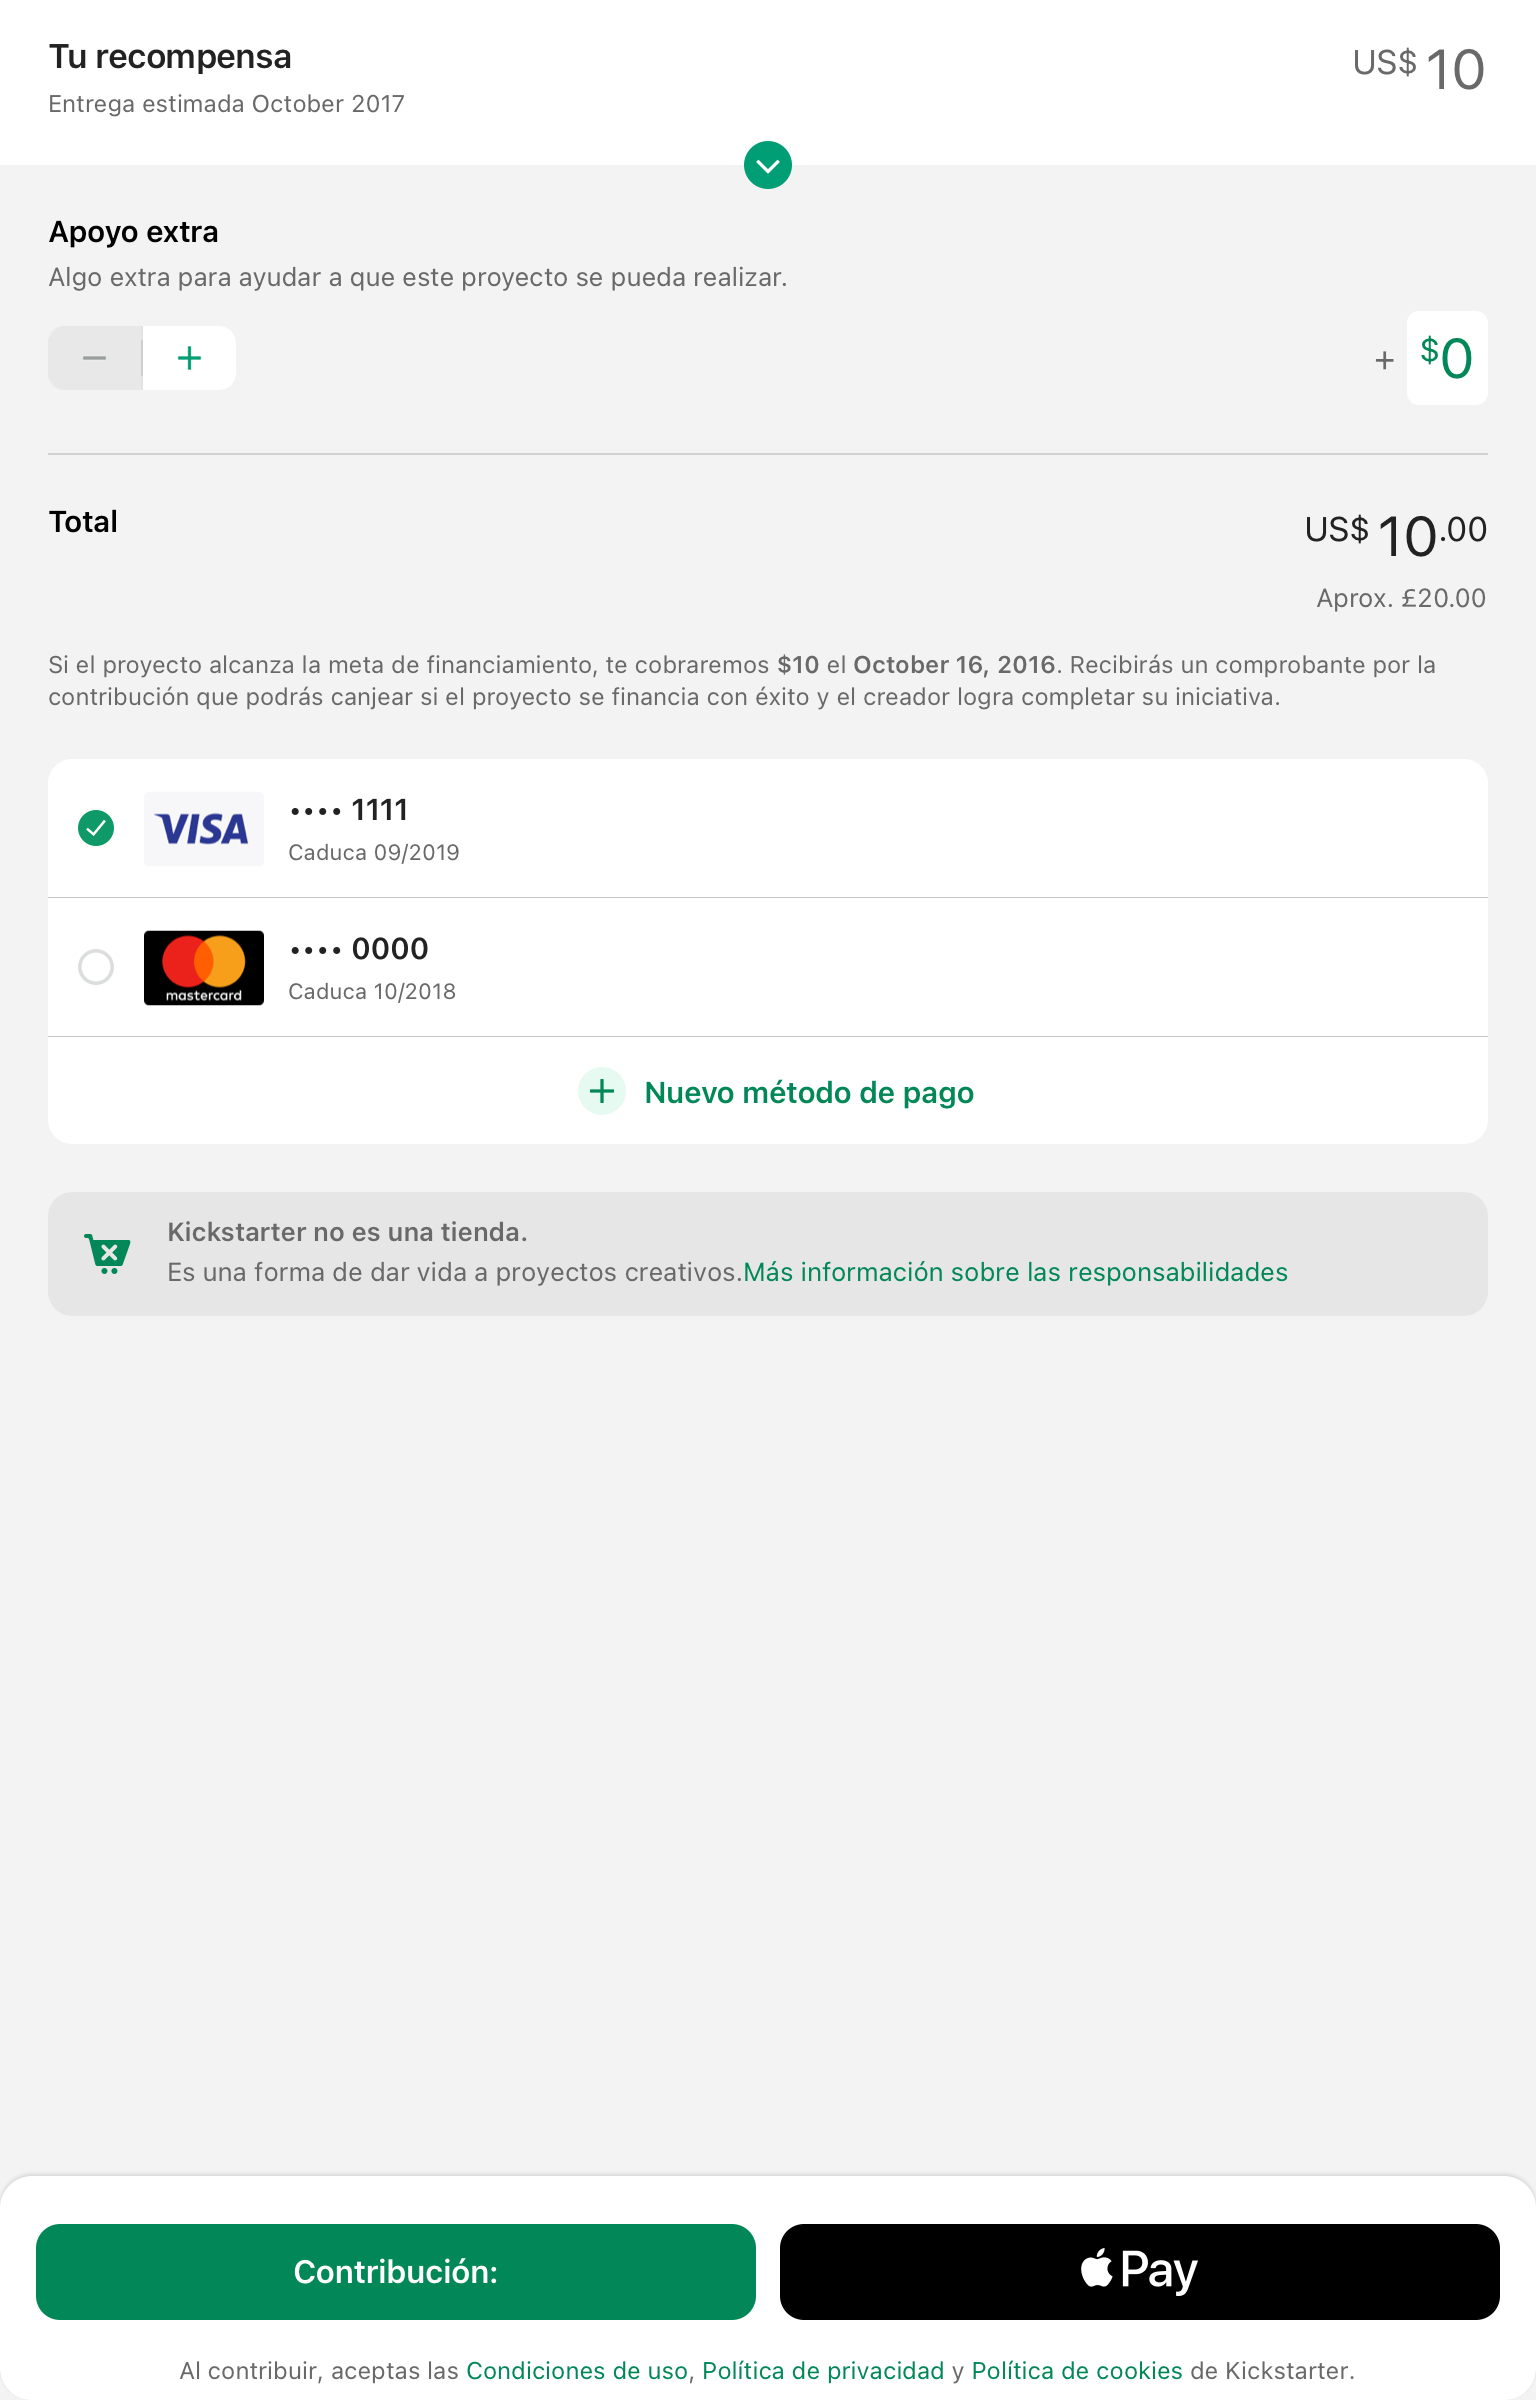 Tu recompensa
US$ 10
Entrega estimada October 2017
Apoyo extra
Algo extra para ayudar a que este proyecto se pueda realizar.
− +
+ $0
Total
US$ 10.00
Aprox. £20.00
Si el proyecto alcanza la meta de financiamiento, te cobraremos $10 el October 16, 2016. Recibirás un comprobante por la
contribución que podrás canjear si el proyecto se financia con éxito y el creador logra completar su iniciativa.
VISA
•••• 1111
Caduca 09/2019
mastercard
•••• 0000
Caduca 10/2018
+ Nuevo método de pago
Kickstarter no es una tienda.
Es una forma de dar vida a proyectos creativos.Más información sobre las responsabilidades
Contribución:
Pay
Al contribuir, aceptas las Condiciones de uso, Política de privacidad y Política de cookies de Kickstarter.